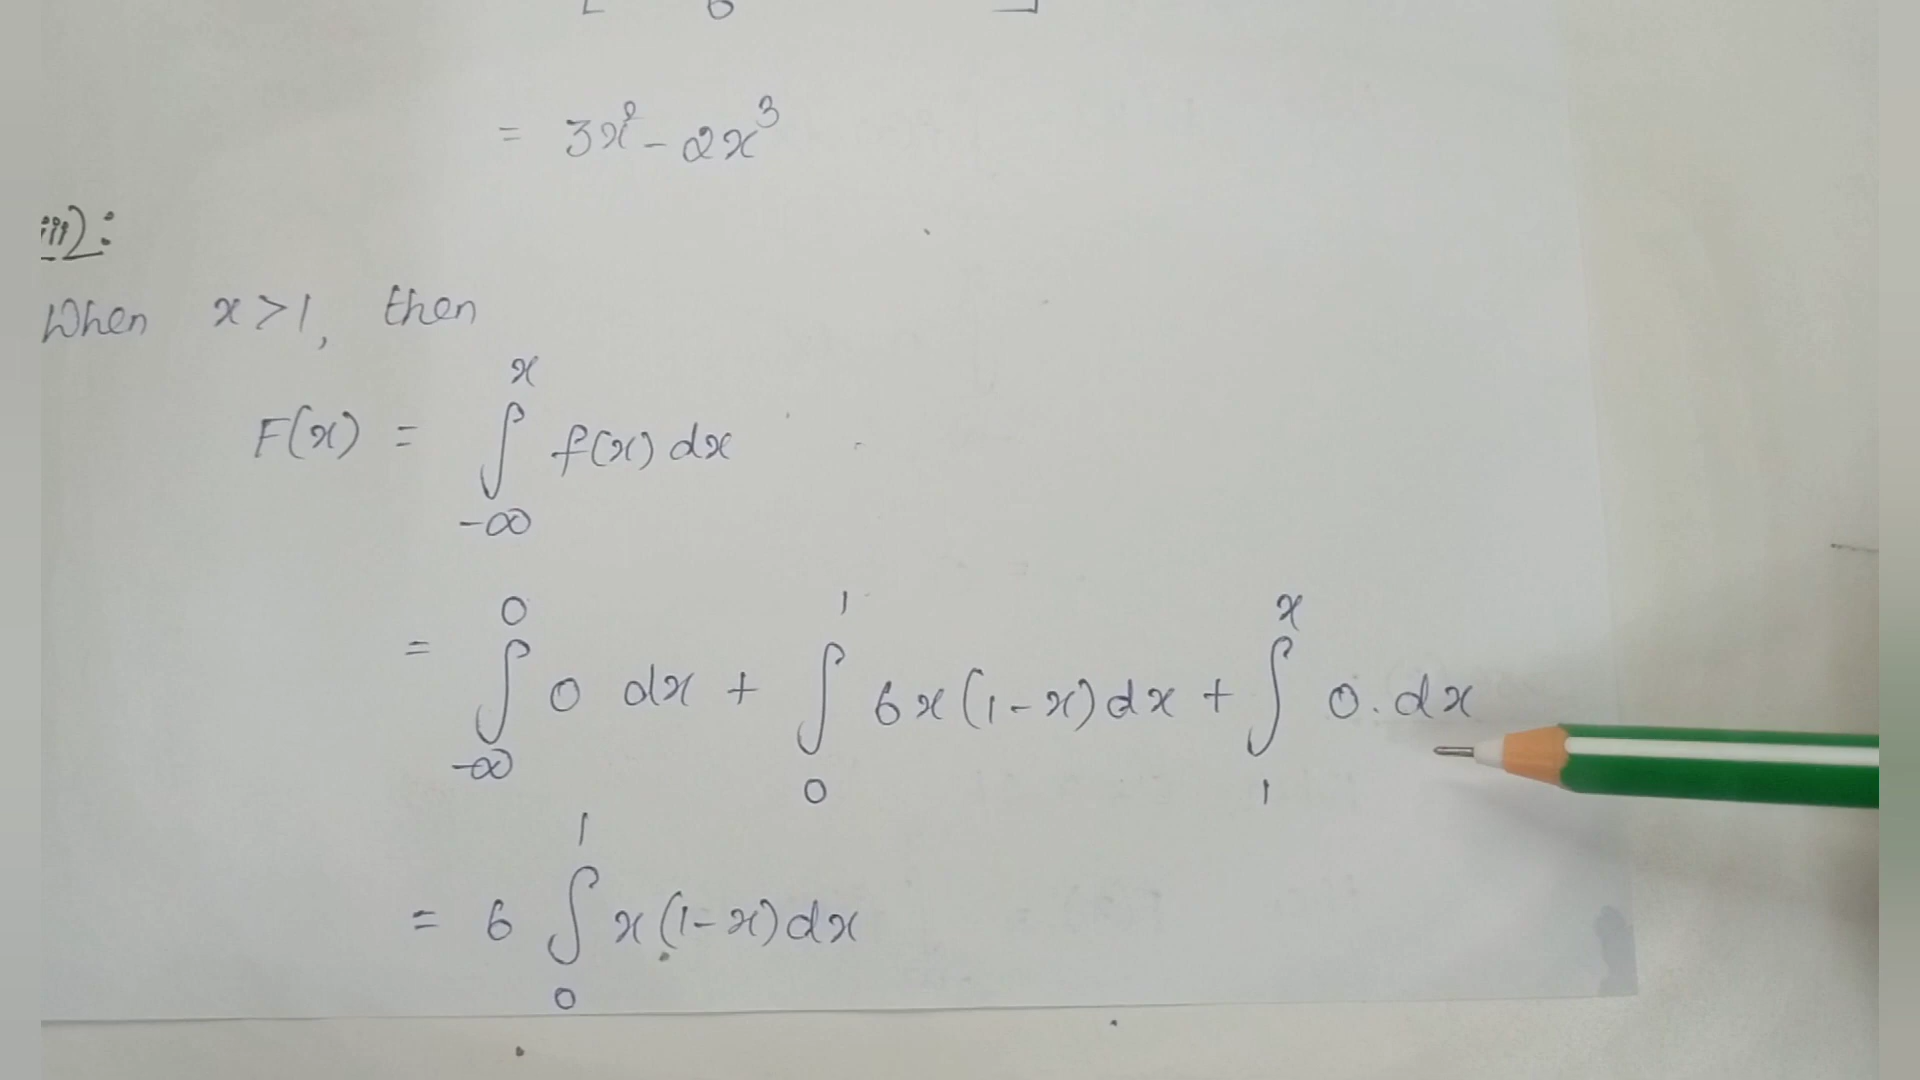 = 3x² - 2x³
iii):
When x>1, then
F(x) = ∫_{-∞}^{x} f(x) dx
= ∫_{-∞}^{0} 0 dx + ∫_{0}^{1} 6x(1-x)dx + ∫_{1}^{x} 0. dx
= 6 ∫_{0}^{1} x(1-x)dx